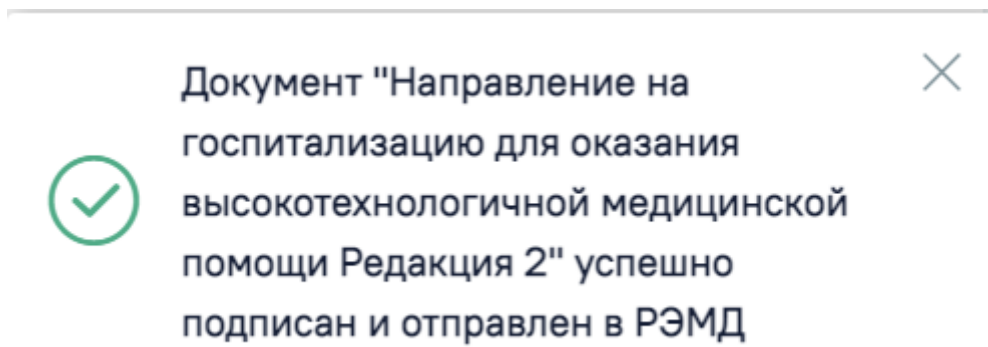 Документ "Направление на
госпитализацию для оказания
высокотехнологичной медицинской
помощи Редакция 2" успешно
подписан и отправлен в РЭМД